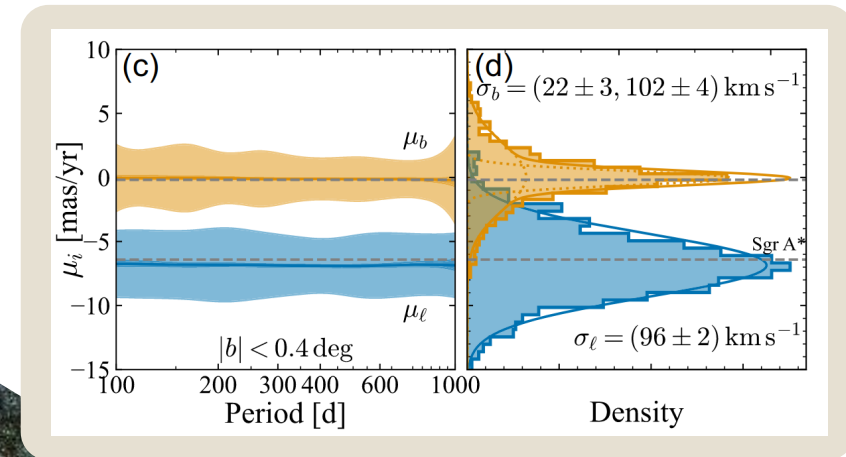 (c)
(d)
σ_b = (22 ± 3, 102 ± 4) km s⁻¹
μ_b
Sgr A*
μ_ℓ
|b| < 0.4 deg
σ_ℓ = (96 ± 2) km s⁻¹
μ_i [mas/yr]
10
5
0
−5
−10
−15
100
200
300
400
600
1000
Period [d]
Density